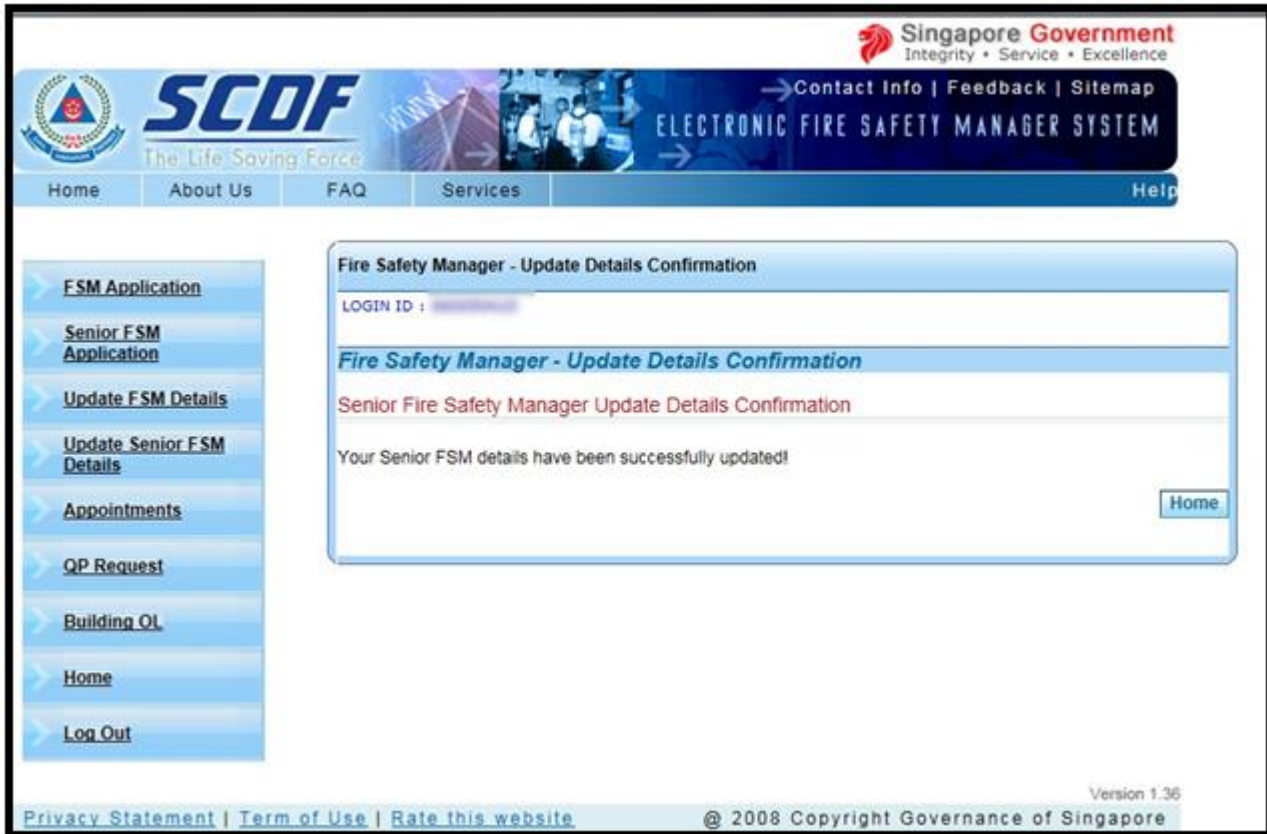 Singapore Government
Integrity • Service • Excellence
SCDF
The Life Saving Force
Contact Info | Feedback | Sitemap
ELECTRONIC FIRE SAFETY MANAGER SYSTEM
Home About Us FAQ Services Help
FSM Application
Senior FSM
Application
Update FSM Details
Update Senior FSM
Details
Appointments
QP Request
Building OL
Home
Log Out
Fire Safety Manager - Update Details Confirmation
LOGIN ID :
Fire Safety Manager - Update Details Confirmation
Senior Fire Safety Manager Update Details Confirmation
Your Senior FSM details have been successfully updated!
Home
Version 1.36
Privacy Statement | Term of Use | Rate this website @ 2008 Copyright Governance of Singapore